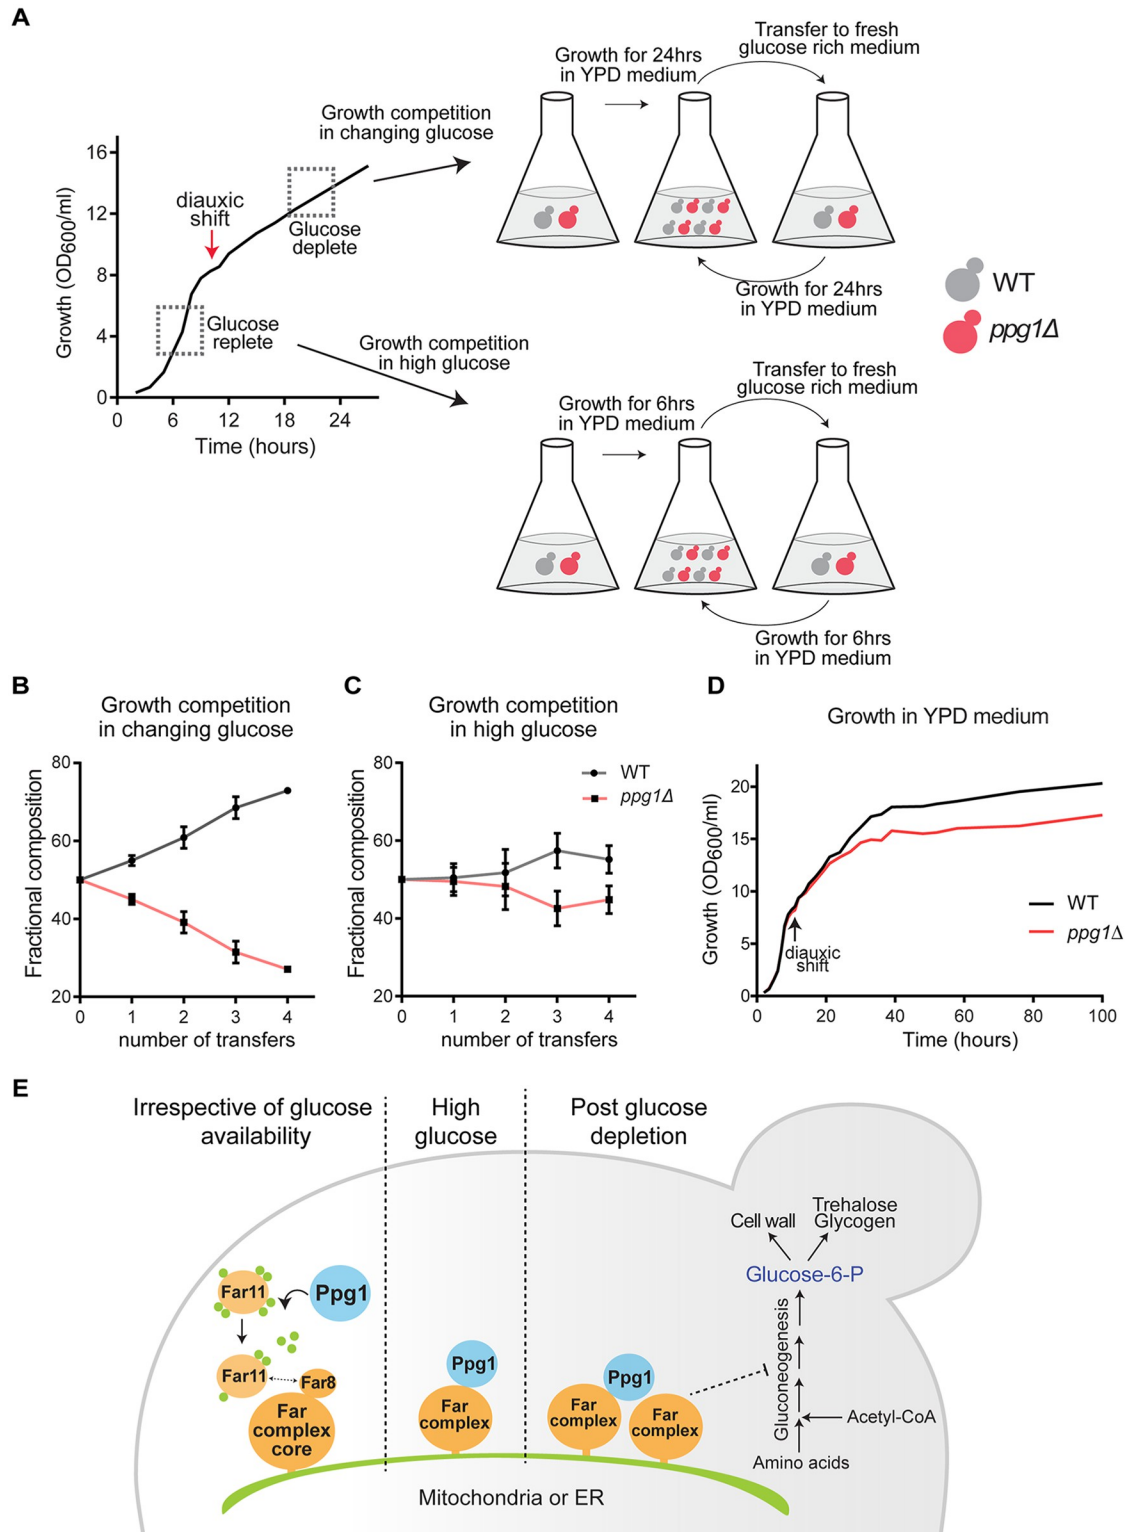 A
Growth for 24hrs
in YPD medium
Transfer to fresh
glucose rich medium
Growth competition
in changing glucose
16
12
8
4
0
Growth (OD600/ml)
diauxic
shift
Glucose
deplete
Glucose
replete
0 6 12 18 24
Time (hours)
Growth for 24hrs
in YPD medium
WT
ppg1Δ
Growth competition
in high glucose
Growth for 6hrs
in YPD medium
Transfer to fresh
glucose rich medium
Growth for 6hrs
in YPD medium
B
Growth competition
in changing glucose
80
60
40
20
Fractional composition
0 1 2 3 4
number of transfers
C
Growth competition
in high glucose
80
60
40
20
Fractional composition
WT
ppg1Δ
0 1 2 3 4
number of transfers
D
Growth in YPD medium
20
15
10
5
0
Growth (OD600/ml)
diauxic
shift
WT
ppg1Δ
0 20 40 60 80 100
Time (hours)
E
Irrespective of glucose
availability
High
glucose
Post glucose
depletion
Far11
Ppg1
Far11
Far8
Far
complex
core
Ppg1
Far
complex
Ppg1
Far
complex
Far
complex
Cell wall
Trehalose
Glycogen
Glucose-6-P
Gluconeogenesis
Acetyl-CoA
Amino acids
Mitochondria or ER